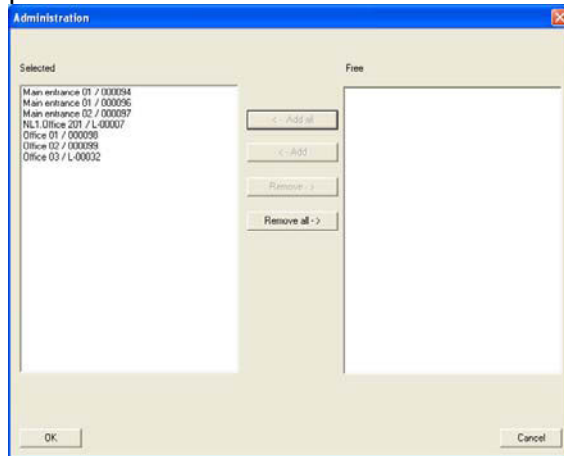 Administration
Selected
Free
Main entrance 01 / 000094
Main entrance 01 / 000096
Main entrance 02 / 000097
NL1.Office 201 / L-00007
Office 01 / 000098
Office 02 / 000099
Office 03 / L-00032
<- Add all
<- Add
Remove ->
Remove all ->
OK
Cancel